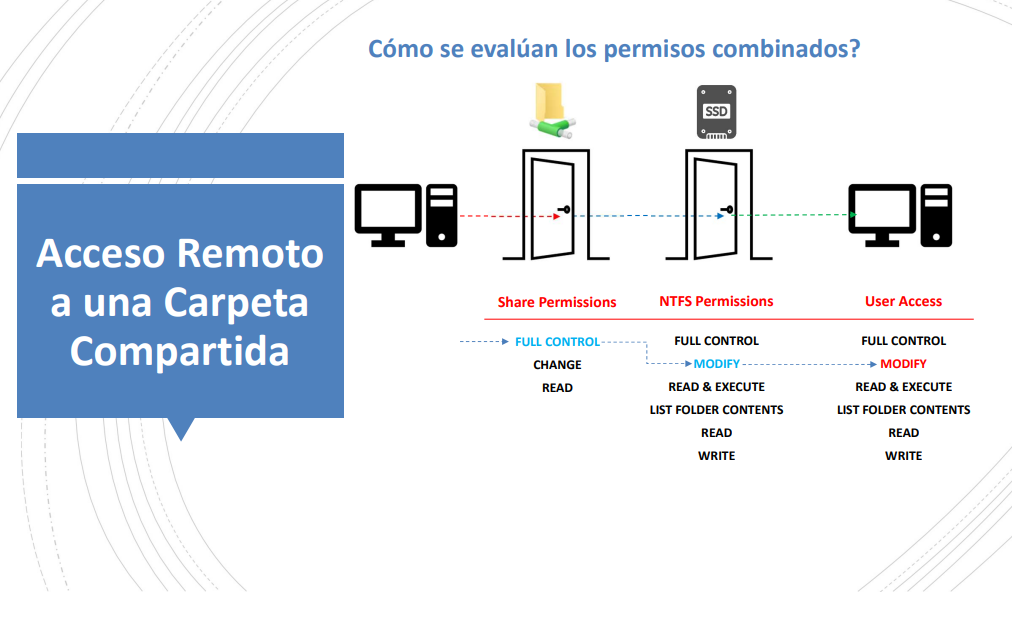 Cómo se evalúan los permisos combinados?
SSD
Acceso Remoto
a una Carpeta
Compartida
Share Permissions
NTFS Permissions
User Access
FULL CONTROL
CHANGE
READ
FULL CONTROL
MODIFY
READ & EXECUTE
LIST FOLDER CONTENTS
READ
WRITE
FULL CONTROL
MODIFY
READ & EXECUTE
LIST FOLDER CONTENTS
READ
WRITE